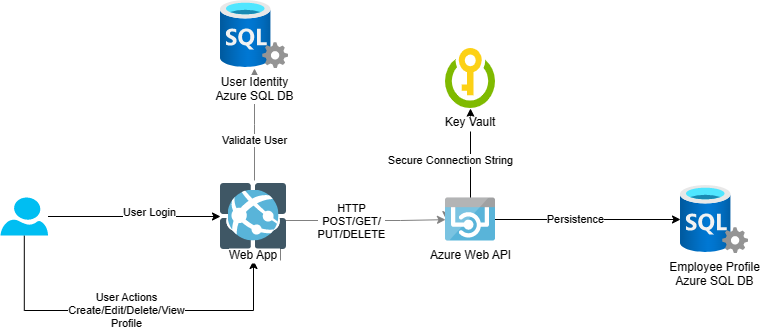 SQL
User Identity
Azure SQL DB
Validate User
Key Vault
Secure Connection String
User Login
Web App
HTTP
POST/GET/
PUT/DELETE
Azure Web API
Persistence
SQL
Employee Profile
Azure SQL DB
User Actions
Create/Edit/Delete/View
Profile